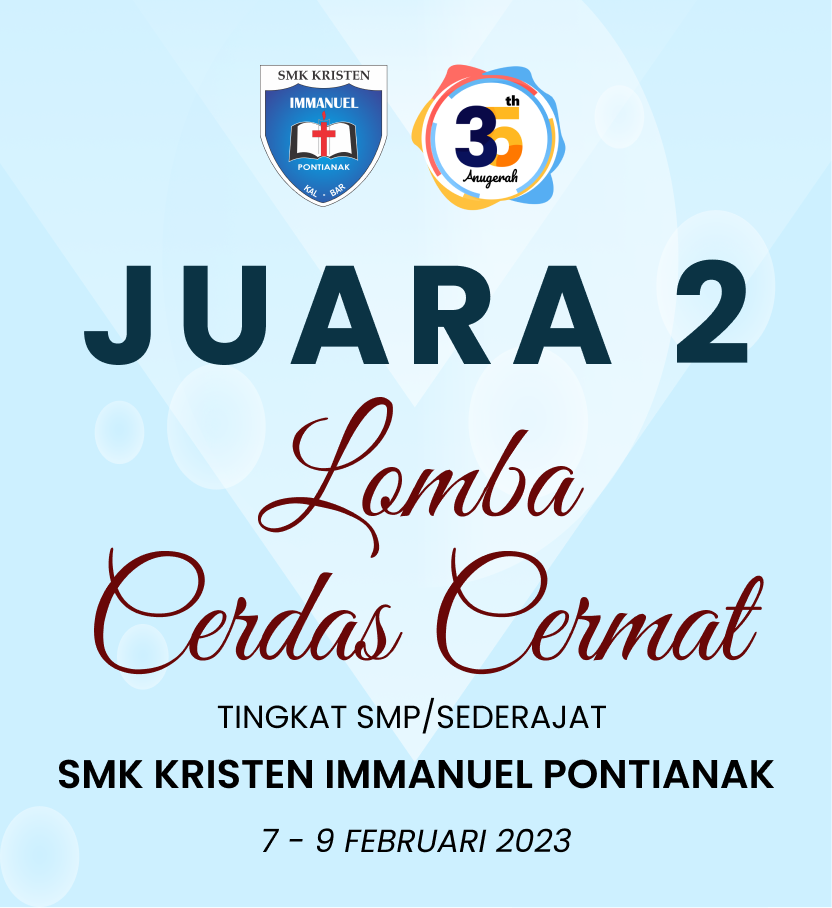 SMK KRISTEN
IMMANUEL
PONTIANAK
KAL - BAR
35th
Anugerah
JUARA 2
Lomba
Cerdas Cermat
TINGKAT SMP/SEDERAJAT
SMK KRISTEN IMMANUEL PONTIANAK
7 - 9 FEBRUARI 2023